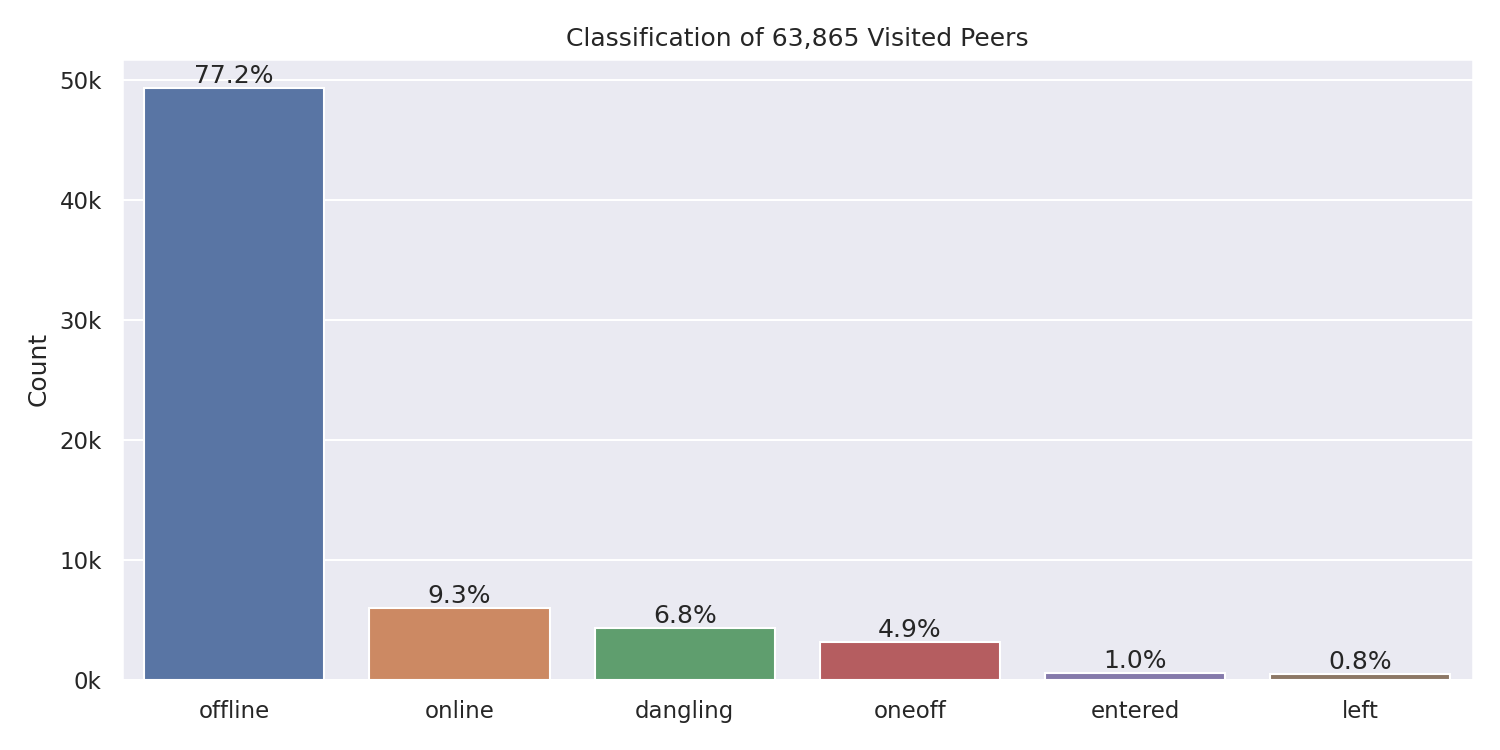 Classification of 63,865 Visited Peers
Count
50k
40k
30k
20k
10k
0k
77.2%
9.3%
6.8%
4.9%
1.0%
0.8%
offline
online
dangling
oneoff
entered
left